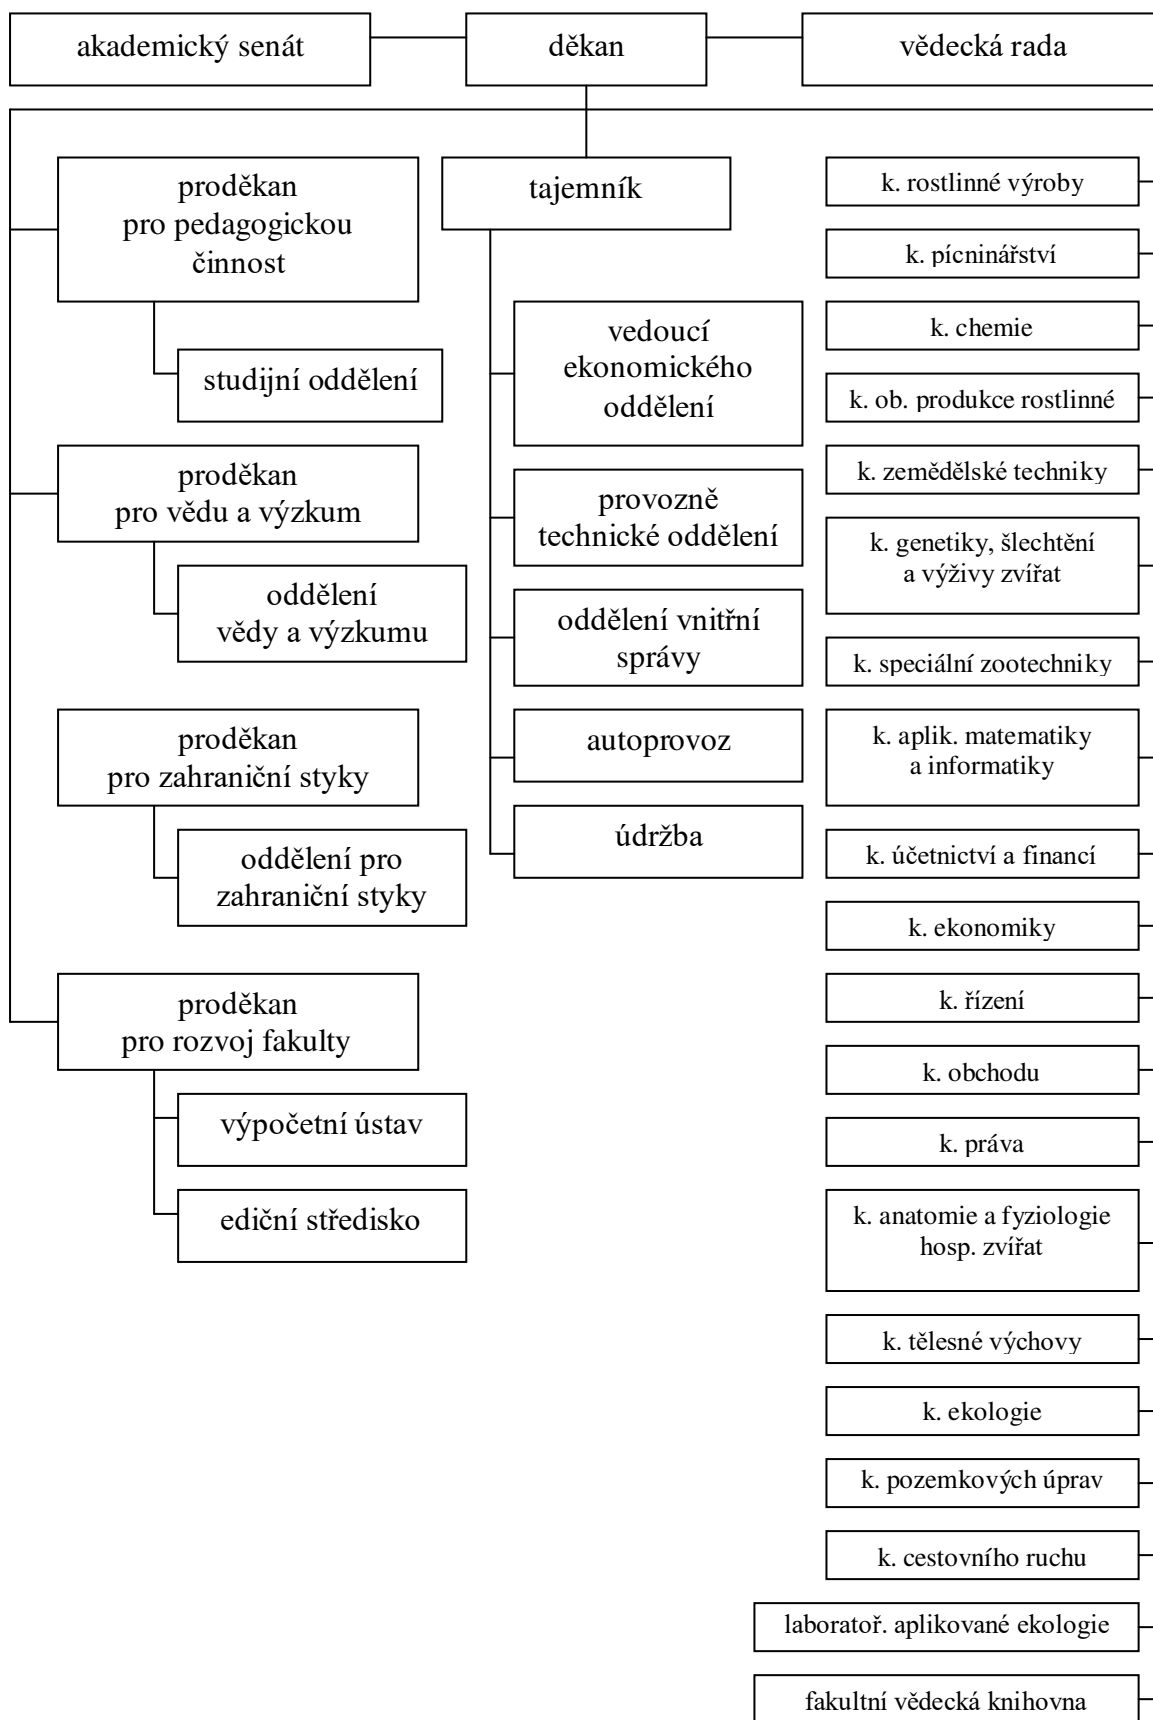 akademický senát
děkan
vědecká rada
proděkan
pro pedagogickou
činnost
studijní oddělení
proděkan
pro vědu a výzkum
oddělení
vědy a výzkumu
proděkan
pro zahraniční styky
oddělení pro
zahraniční styky
proděkan
pro rozvoj fakulty
výpočetní ústav
ediční středisko
tajemník
vedoucí
ekonomického
oddělení
provozně
technické oddělení
oddělení vnitřní
správy
autoprovoz
údržba
k. rostlinné výroby
k. pícninářství
k. chemie
k. ob. produkce rostlinné
k. zemědělské techniky
k. genetiky, šlechtění
a výživy zvířat
k. speciální zootechniky
k. aplik. matematiky
a informatiky
k. účetnictví a financí
k. ekonomiky
k. řízení
k. obchodu
k. práva
k. anatomie a fyziologie
hosp. zvířat
k. tělesné výchovy
k. ekologie
k. pozemkových úprav
k. cestovního ruchu
laboratoř. aplikované ekologie
fakultní vědecká knihovna